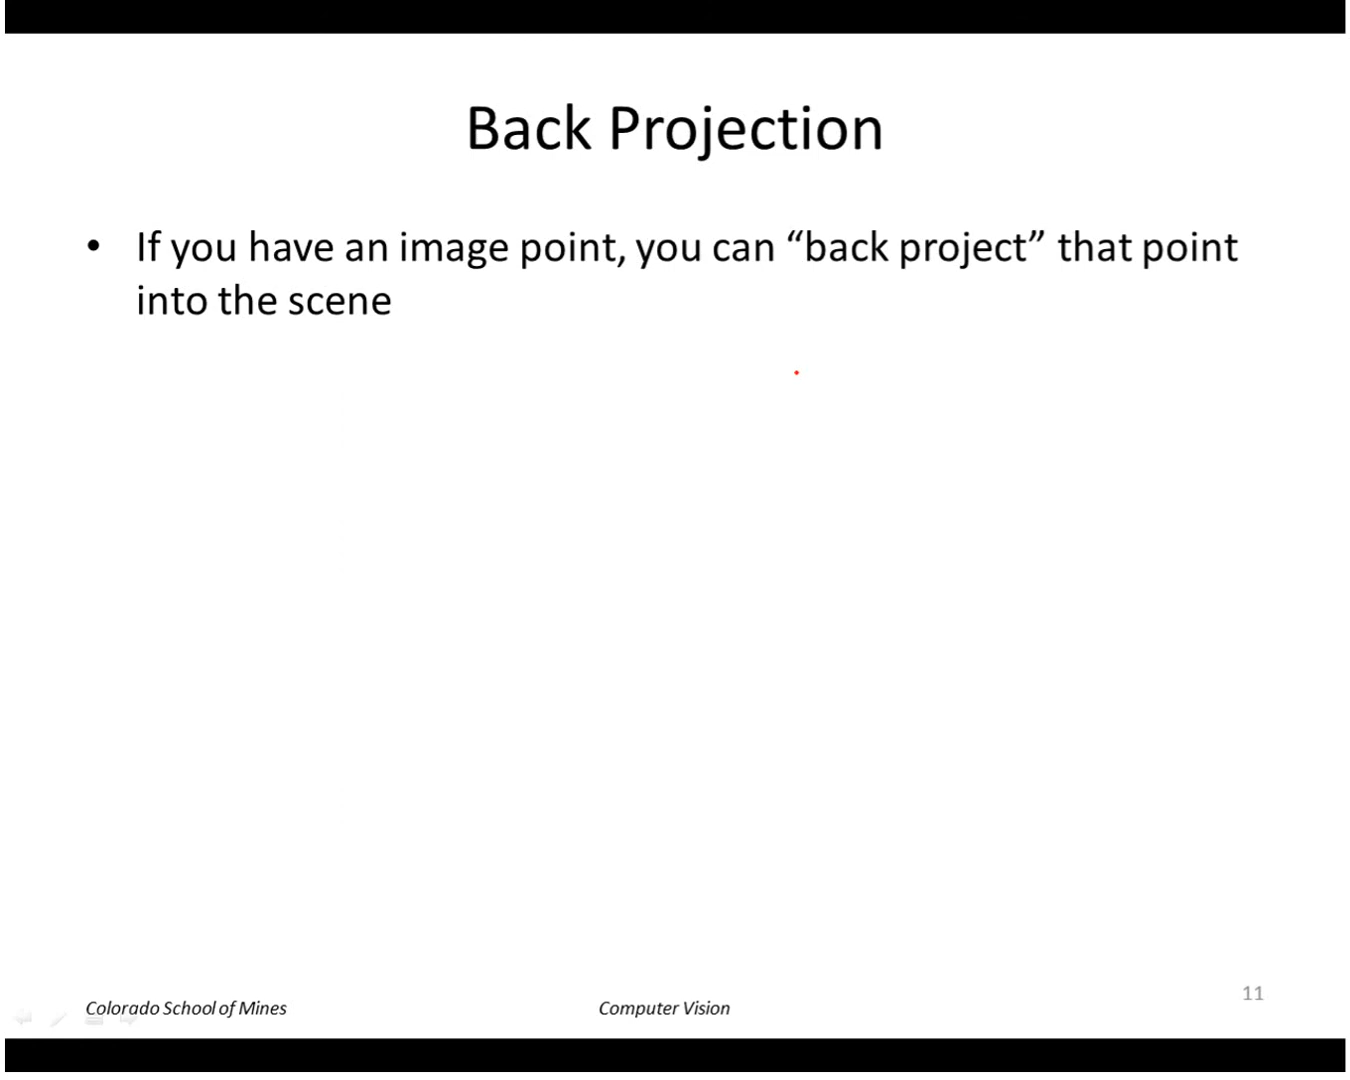 Back Projection
• If you have an image point, you can “back project” that point
into the scene
11
Colorado School of Mines
Computer Vision